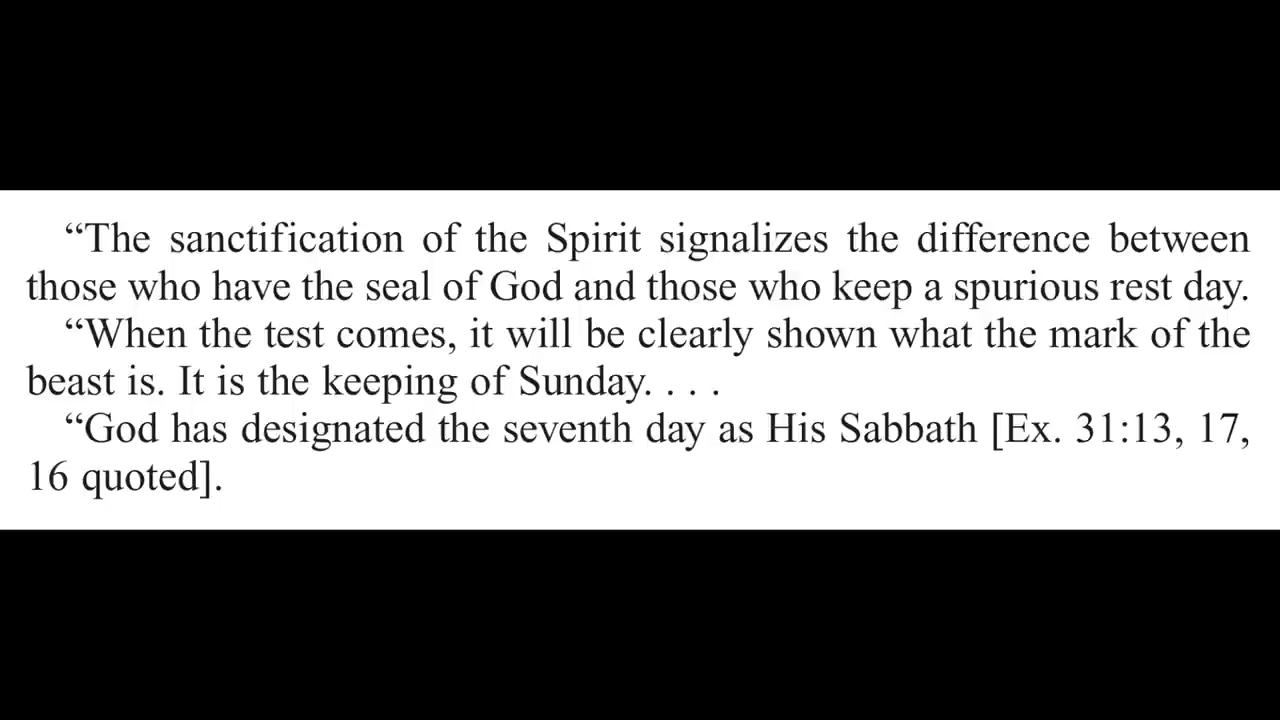 “The sanctification of the Spirit signalizes the difference between
those who have the seal of God and those who keep a spurious rest day.
“When the test comes, it will be clearly shown what the mark of the
beast is. It is the keeping of Sunday. . . .
“God has designated the seventh day as His Sabbath [Ex. 31:13, 17,
16 quoted].